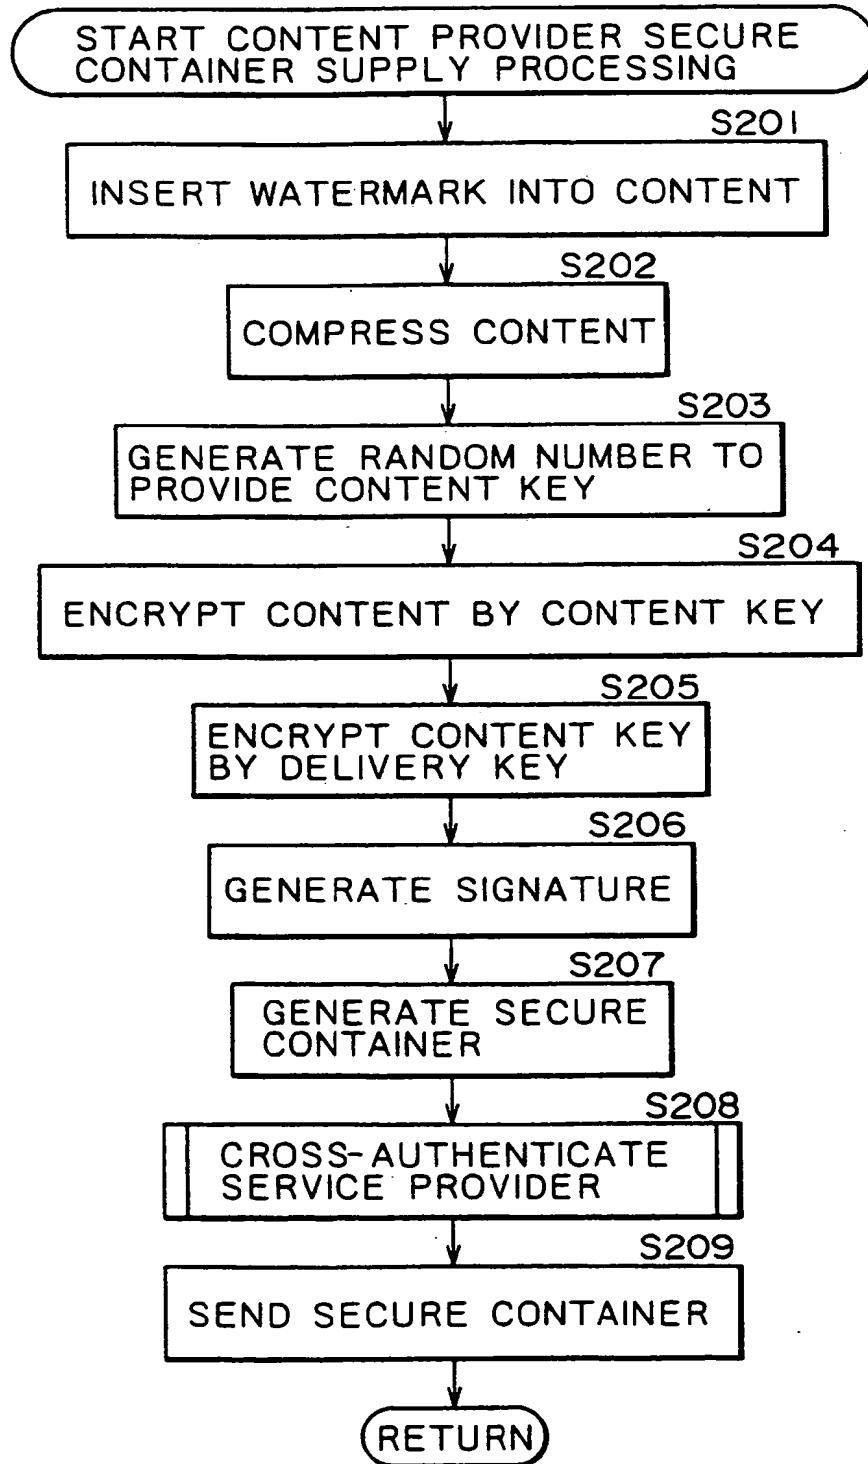 START CONTENT PROVIDER SECURE
CONTAINER SUPPLY PROCESSING
S201
INSERT WATERMARK INTO CONTENT
S202
COMPRESS CONTENT
S203
GENERATE RANDOM NUMBER TO
PROVIDE CONTENT KEY
S204
ENCRYPT CONTENT BY CONTENT KEY
S205
ENCRYPT CONTENT KEY
BY DELIVERY KEY
S206
GENERATE SIGNATURE
S207
GENERATE SECURE
CONTAINER
S208
CROSS-AUTHENTICATE
SERVICE PROVIDER
S209
SEND SECURE CONTAINER
RETURN